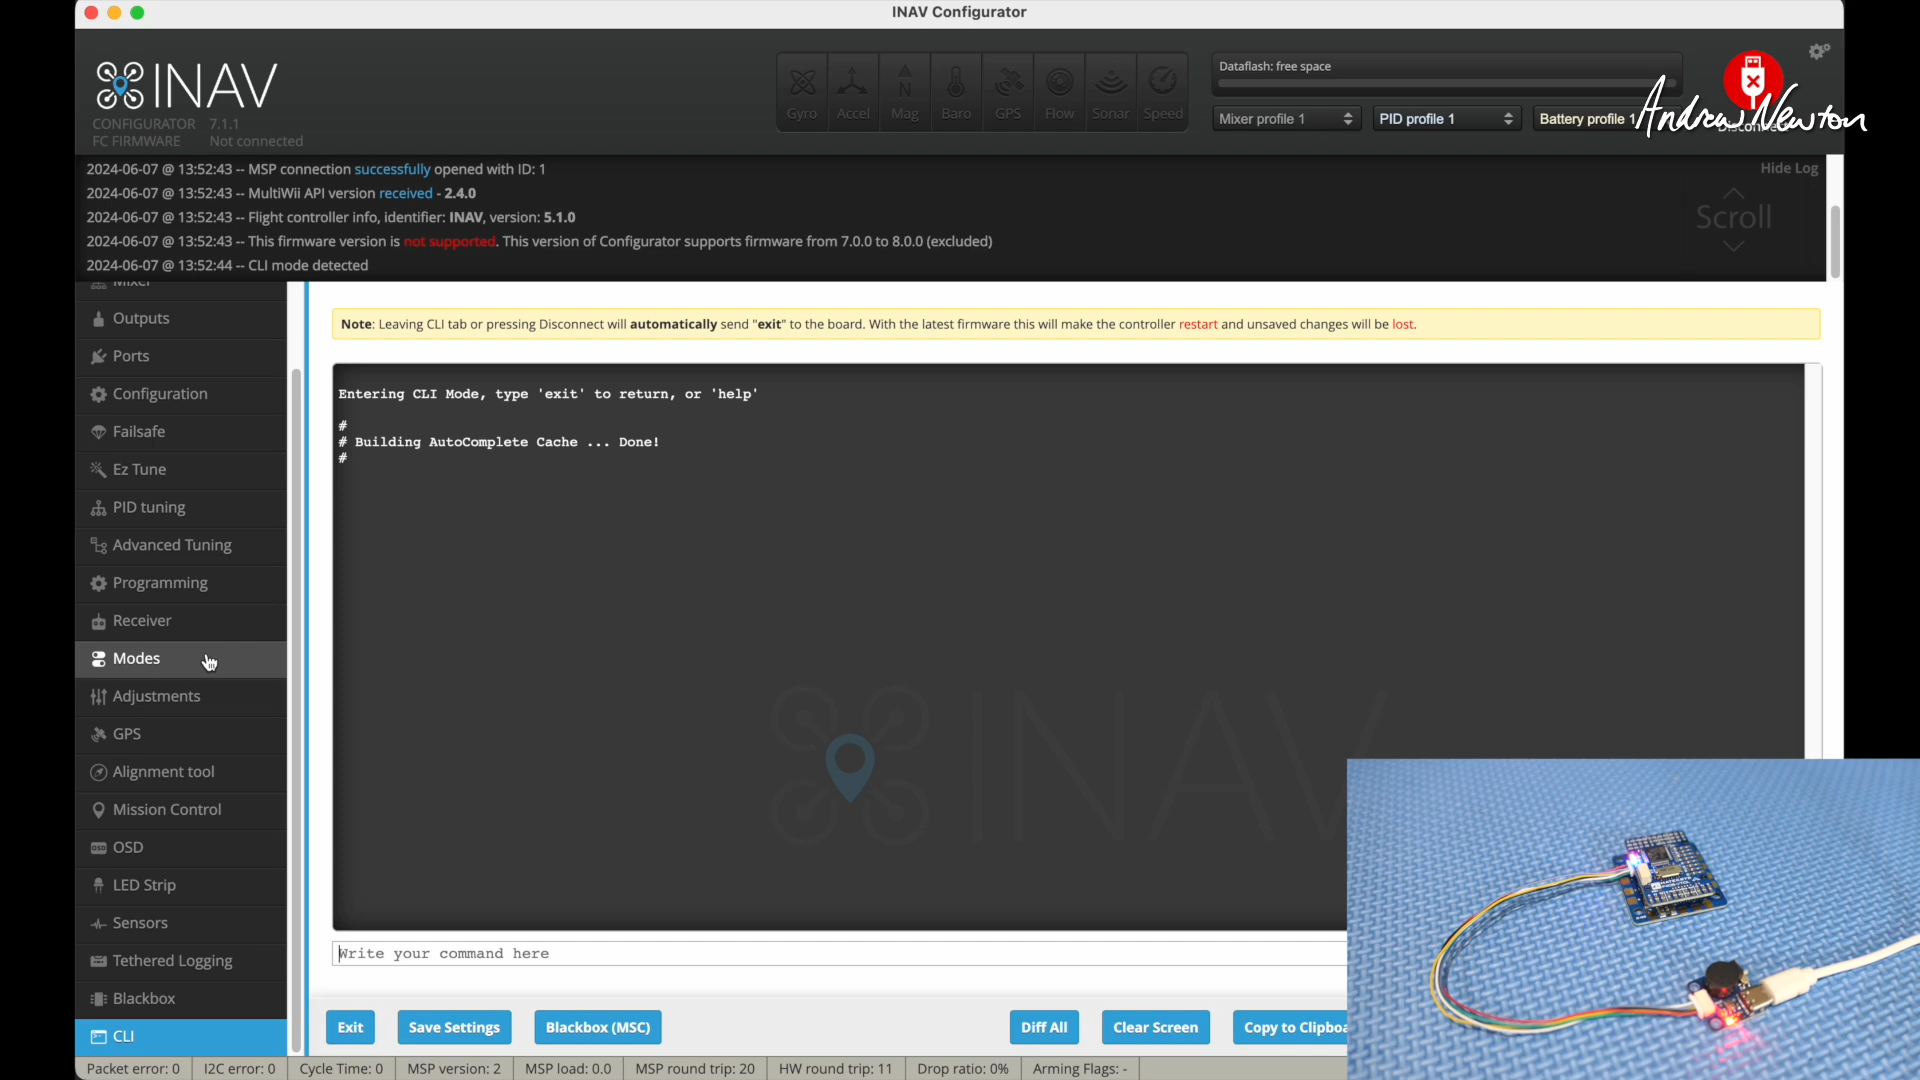 INAV Configurator
INAV
CONFIGURATOR 7.1.1
FC FIRMWARE Not connected
Gyro Accel Mag Baro GPS Flow Sonar Speed
Dataflash: free space
Mixer profile 1
PID profile 1
Battery profile 1
Disconnect
Andrew Newton
2024-06-07 @ 13:52:43 -- MSP connection successfully opened with ID: 1
2024-06-07 @ 13:52:43 -- MultiWii API version received - 2.4.0
2024-06-07 @ 13:52:43 -- Flight controller info, identifier: INAV, version: 5.1.0
2024-06-07 @ 13:52:43 -- This firmware version is not supported. This version of Configurator supports firmware from 7.0.0 to 8.0.0 (excluded)
2024-06-07 @ 13:52:44 -- CLI mode detected
Hide Log
Scroll
Mixer
Outputs
Ports
Configuration
Failsafe
Ez Tune
PID tuning
Advanced Tuning
Programming
Receiver
Modes
Adjustments
GPS
Alignment tool
Mission Control
OSD
LED Strip
Sensors
Tethered Logging
Blackbox
CLI
Note: Leaving CLI tab or pressing Disconnect will automatically send "exit" to the board. With the latest firmware this will make the controller restart and unsaved changes will be lost.
Entering CLI Mode, type 'exit' to return, or 'help'
#
# Building AutoComplete Cache ... Done!
#
INAV
Write your command here
Exit
Save Settings
Blackbox (MSC)
Diff All
Clear Screen
Copy to Clipboa
Packet error: 0
I2C error: 0
Cycle Time: 0
MSP version: 2
MSP load: 0.0
MSP round trip: 20
HW round trip: 11
Drop ratio: 0%
Arming Flags: -